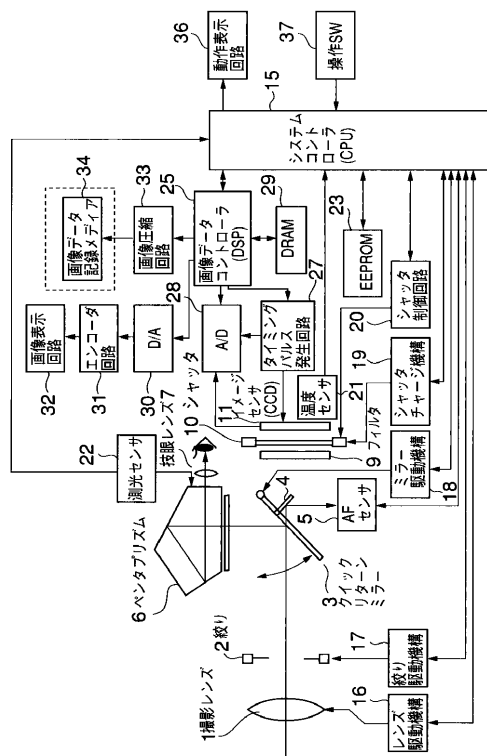 36
動作表示
回路
37
操作SW
15
システム
コント
ローラ
(CPU)
34
画像データ
記録メディア
33
画像圧縮
回路
25
画像データ
コントローラ
(DSP)
29
DRAM
23
EEPROM
20
シャッタ
制御回路
32
画像表示
回路
31
エンコーダ
回路
30
D/A
28
A/D
27
タイミング
パルス
発生回路
11
イメージ
センサ
(CCD)
21
温度センサ
19
シャッタ
チャージ機構
10 シャッタ
フィルタ
9
22
測光センサ
技眼レンズ7
6ペンタプリズム
4
5
AFセンサ
18
ミラー
駆動機構
3
クイック
リターン
ミラー
2絞り
17
絞り
駆動機構
1撮影レンズ
16
レンズ
駆動機構